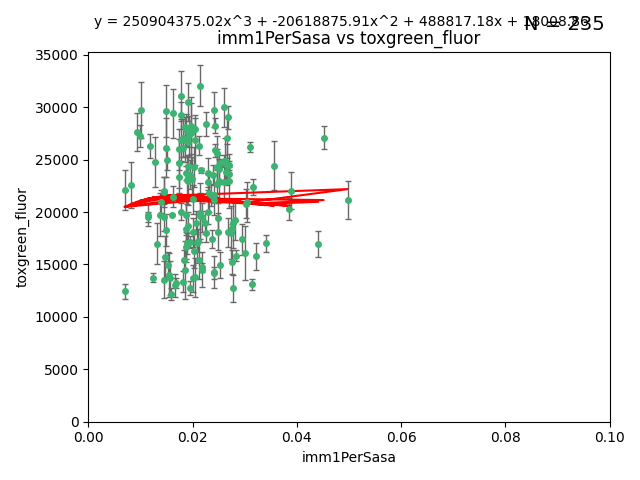 y = 250904375.02x^3 + -20618875.91x^2 + 488817.18x +
N = 235
imm1PerSasa vs toxgreen_fluor
35000
30000
25000
20000
15000
10000
5000
0
toxgreen_fluor
0.00 0.02 0.04 0.06 0.08 0.10
imm1PerSasa